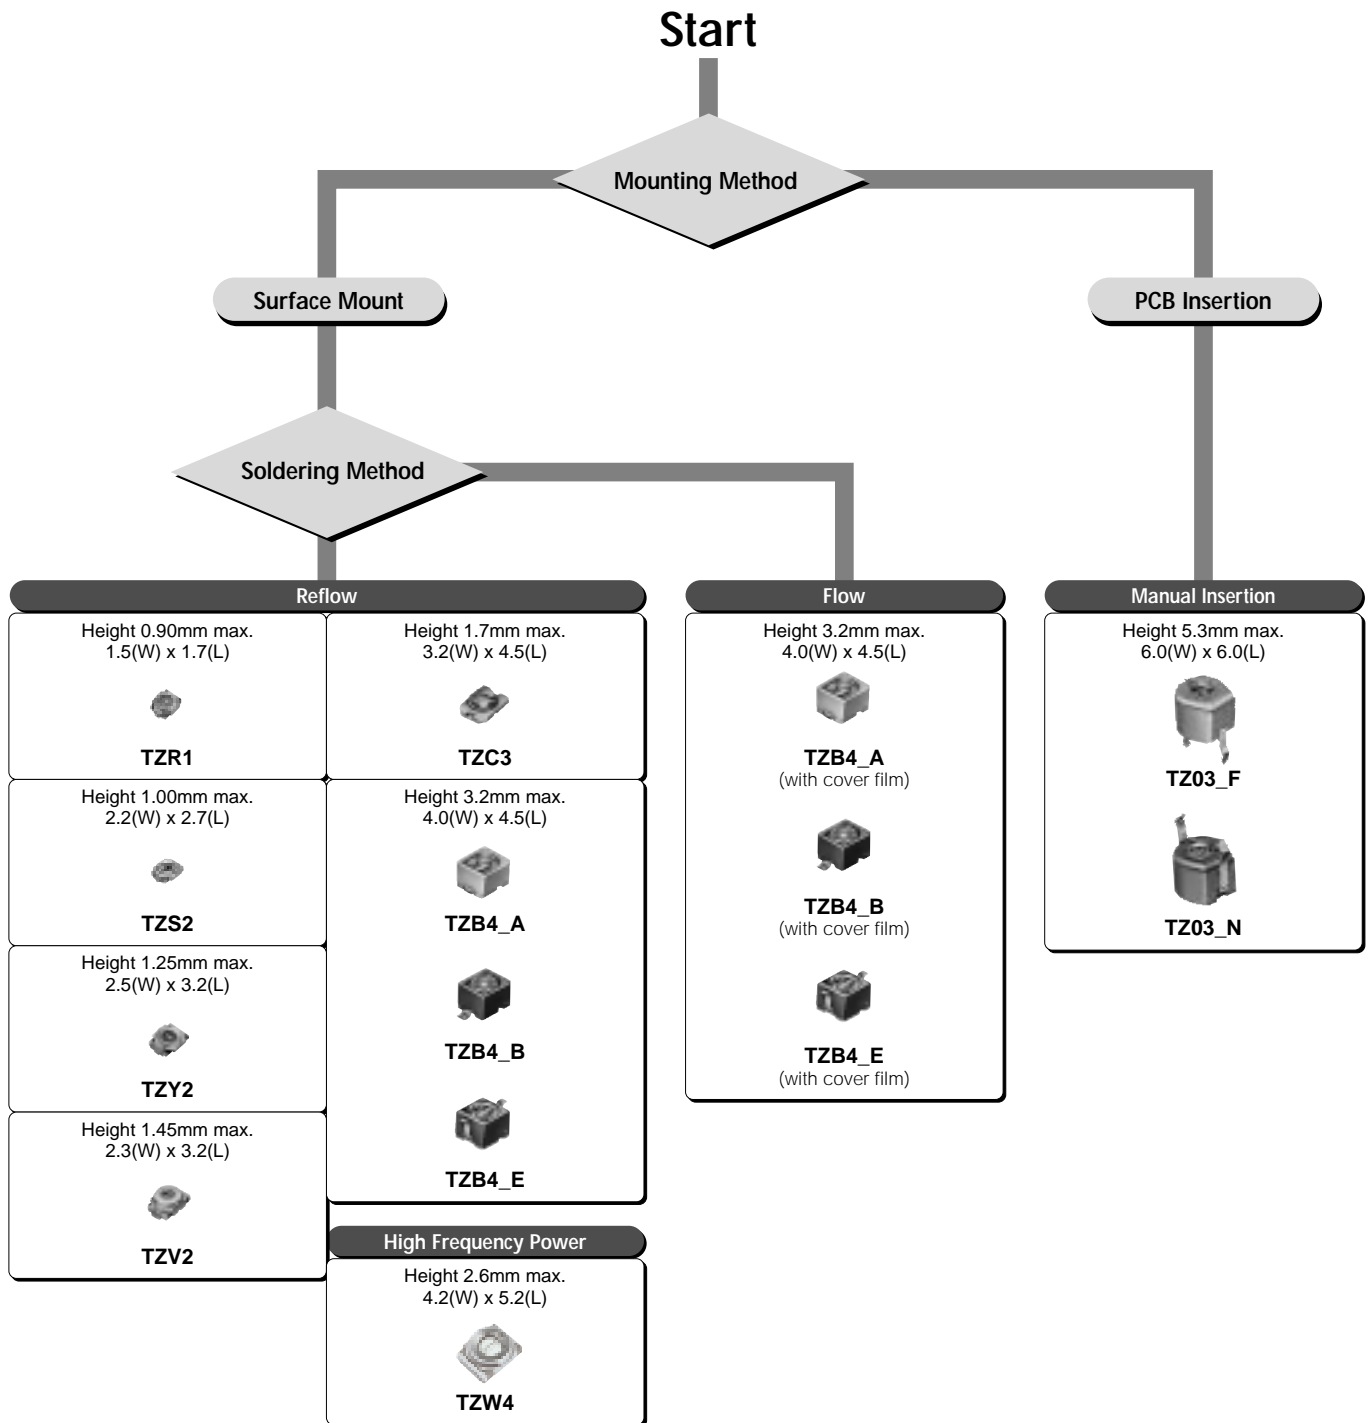 Start
Mounting Method
Surface Mount
PCB Insertion
Soldering Method
Reflow
Height 0.90mm max.
1.5(W) x 1.7(L)
TZR1
Height 1.00mm max.
2.2(W) x 2.7(L)
TZS2
Height 1.25mm max.
2.5(W) x 3.2(L)
TZY2
Height 1.45mm max.
2.3(W) x 3.2(L)
TZV2
Height 1.7mm max.
3.2(W) x 4.5(L)
TZC3
Height 3.2mm max.
4.0(W) x 4.5(L)
TZB4_A
TZB4_B
TZB4_E
High Frequency Power
Height 2.6mm max.
4.2(W) x 5.2(L)
TZW4
Flow
Height 3.2mm max.
4.0(W) x 4.5(L)
TZB4_A
(with cover film)
TZB4_B
(with cover film)
TZB4_E
(with cover film)
Manual Insertion
Height 5.3mm max.
6.0(W) x 6.0(L)
TZ03_F
TZ03_N